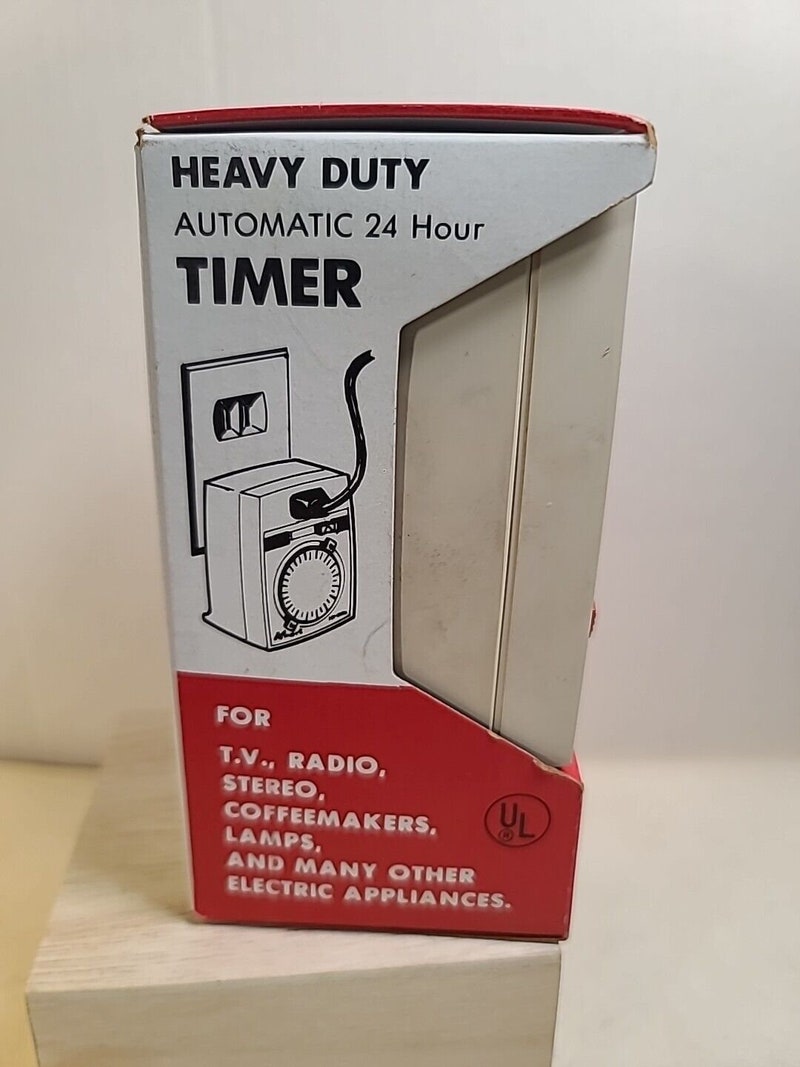 HEAVY DUTY
AUTOMATIC 24 Hour
TIMER
FOR
T.V., RADIO,
STEREO,
COFFEEMAKERS,
LAMPS,
AND MANY OTHER
ELECTRIC APPLIANCES.
UL
®